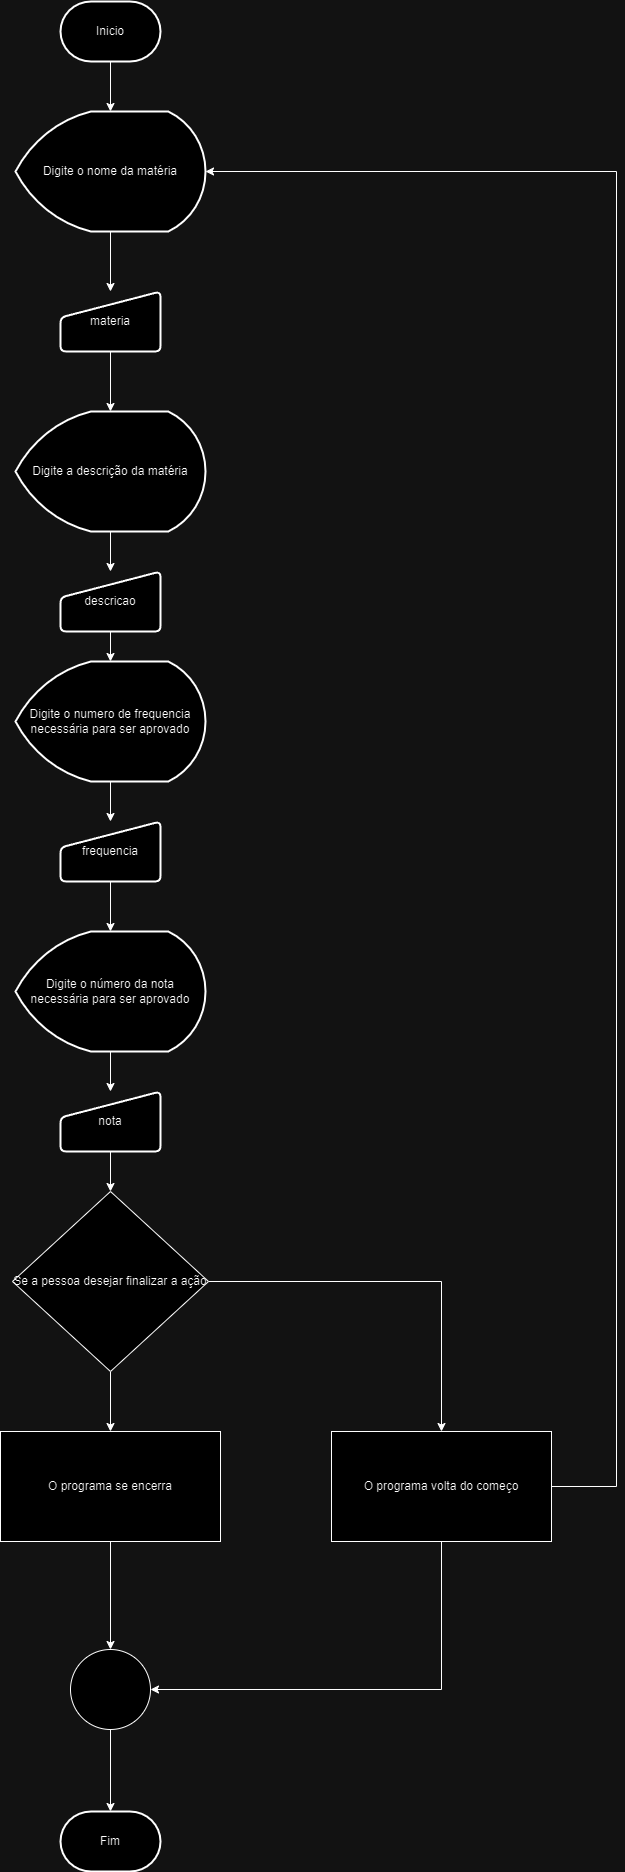 Inicio
Digite o nome da matéria
materia
Digite a descrição da matéria
descricao
Digite o numero de frequencia
necessária para ser aprovado
frequência
Digite o número da nota
necessária para ser aprovado
nota
Se a pessoa desejar finalizar a ação
O programa se encerra
O programa volta do começo
Fim